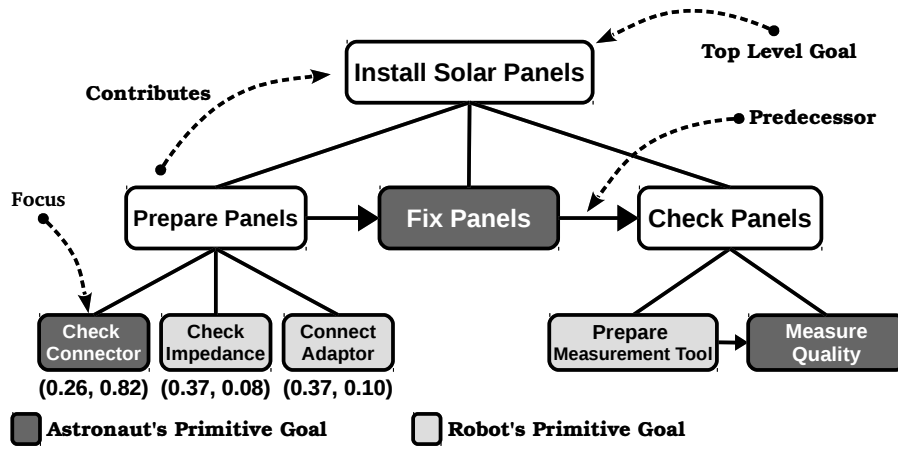 Install Solar Panels
Top Level Goal
Contributes
Predecessor
Focus
Prepare Panels
Fix Panels
Check Panels
Check
Connector
Check
Impedance
Connect
Adaptor
Prepare
Measurement Tool
Measure
Quality
(0.26, 0.82)
(0.37, 0.08)
(0.37, 0.10)
Astronaut's Primitive Goal
Robot's Primitive Goal